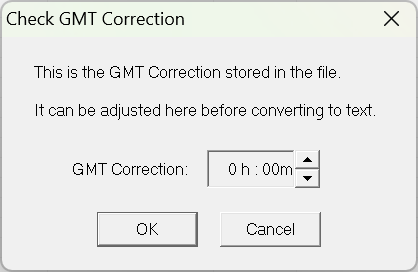 Check GMT Correction
This is the GMT Correction stored in the file.
It can be adjusted here before converting to text.
GMT Correction: 0 h : 00m
OK Cancel